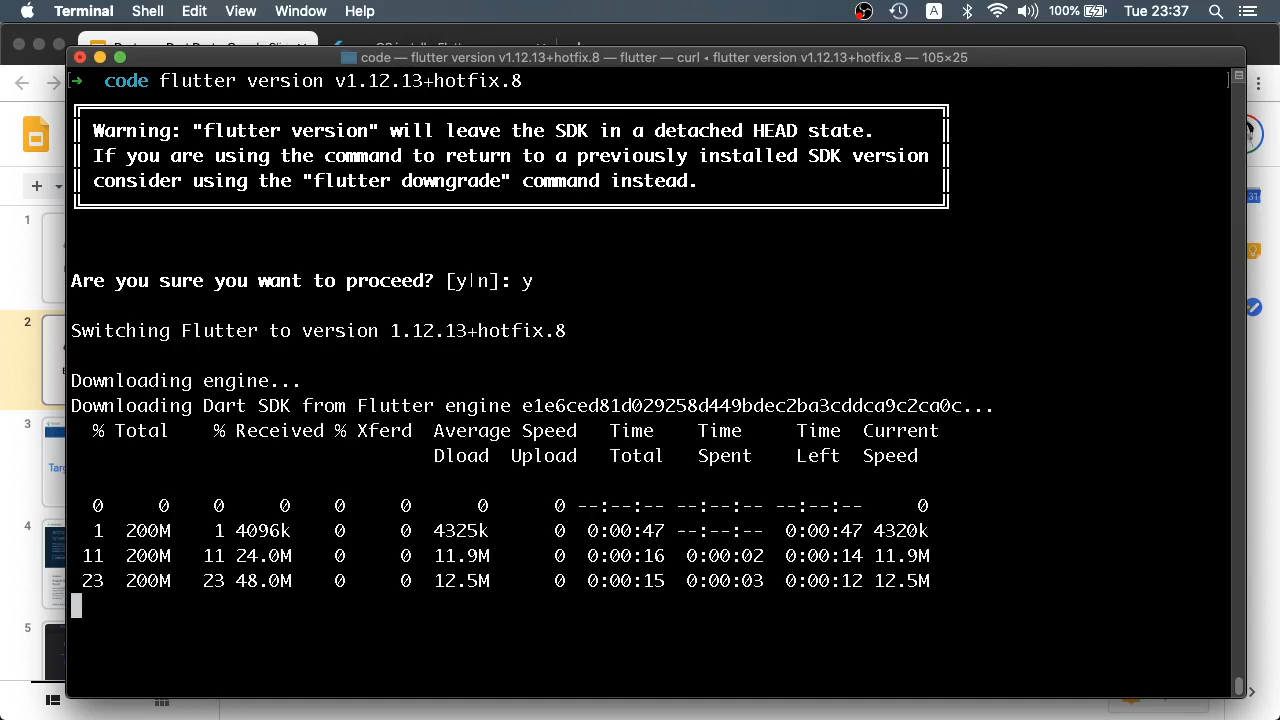 Terminal Shell Edit View Window Help 100% Tue 23:37
code — flutter version v1.12.13+hotfix.8 — flutter — curl ◂ flutter version v1.12.13+hotfix.8 — 105×25
→ code flutter version v1.12.13+hotfix.8
Warning: "flutter version" will leave the SDK in a detached HEAD state.
If you are using the command to return to a previously installed SDK version
consider using the "flutter downgrade" command instead.
Are you sure you want to proceed? [y|n]: y
Switching Flutter to version 1.12.13+hotfix.8
Downloading engine...
Downloading Dart SDK from Flutter engine
% Total % Received % Xferd Average Speed Time Time Time Current
Dload Upload Total Spent Left Speed
0 0 0 0 0 0 0 0 --:--:-- --:--:-- --:--:-- 0
1 200M 1 4096k 0 0 4325k 0 0:00:47 --:--:-- 0:00:47 4320k
11 200M 11 24.0M 0 0 11.9M 0 0:00:16 0:00:02 0:00:14 11.9M
23 200M 23 48.0M 0 0 12.5M 0 0:00:15 0:00:03 0:00:12 12.5M
1
2
3
Targ
4
5
31